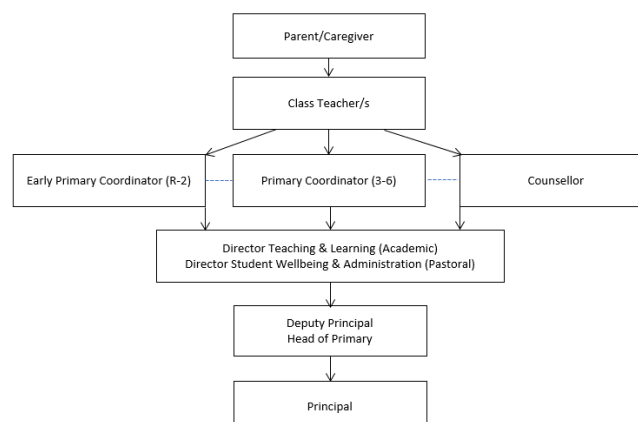 Parent/Caregiver
Class Teacher/s
Early Primary Coordinator (R-2)
Primary Coordinator (3-6)
Counsellor
Director Teaching & Learning (Academic)
Director Student Wellbeing & Administration (Pastoral)
Deputy Principal
Head of Primary
Principal